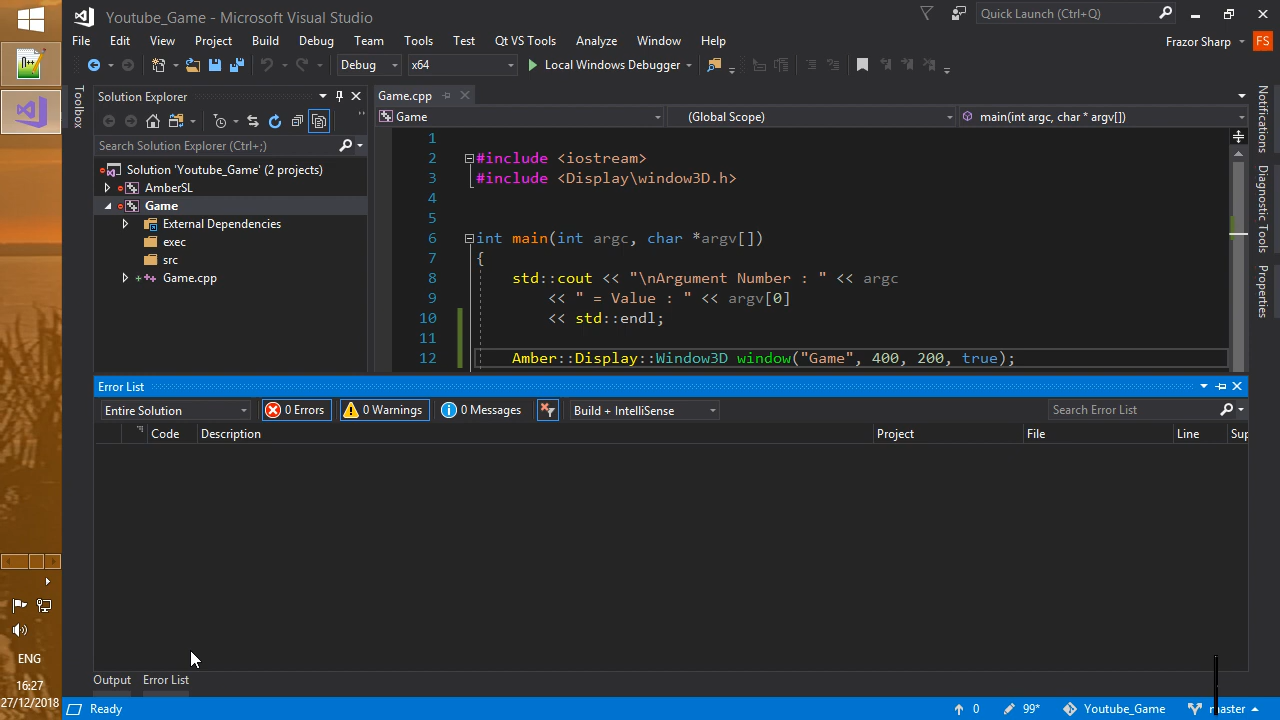 Youtube_Game - Microsoft Visual Studio
Quick Launch (Ctrl+Q)
File Edit View Project Build Debug Team Tools Test Qt VS Tools Analyze Window Help
Frazor Sharp FS
Debug x64 Local Windows Debugger
Toolbox
Solution Explorer
Search Solution Explorer (Ctrl+;)
Solution 'Youtube_Game' (2 projects)
AmberSL
Game
External Dependencies
exec
src
Game.cpp
Game.cpp
Game (Global Scope) main(int argc, char * argv[])
1
2 #include <iostream>
3 #include <Display\window3D.h>
4
5
6 int main(int argc, char *argv[])
7 {
8 std::cout << "\nArgument Number : " << argc
9 << " = Value : " << argv[0]
10 << std::endl;
11
12 Amber::Display::Window3D window("Game", 400, 200, true);
Notifications
Diagnostic Tools
Properties
Error List
Entire Solution 0 Errors 0 Warnings 0 Messages Build + IntelliSense Search Error List
Code Description Project File Line Sup
Output Error List
Ready 0 99* Youtube_Game master
ENG
16:27
27/12/2018